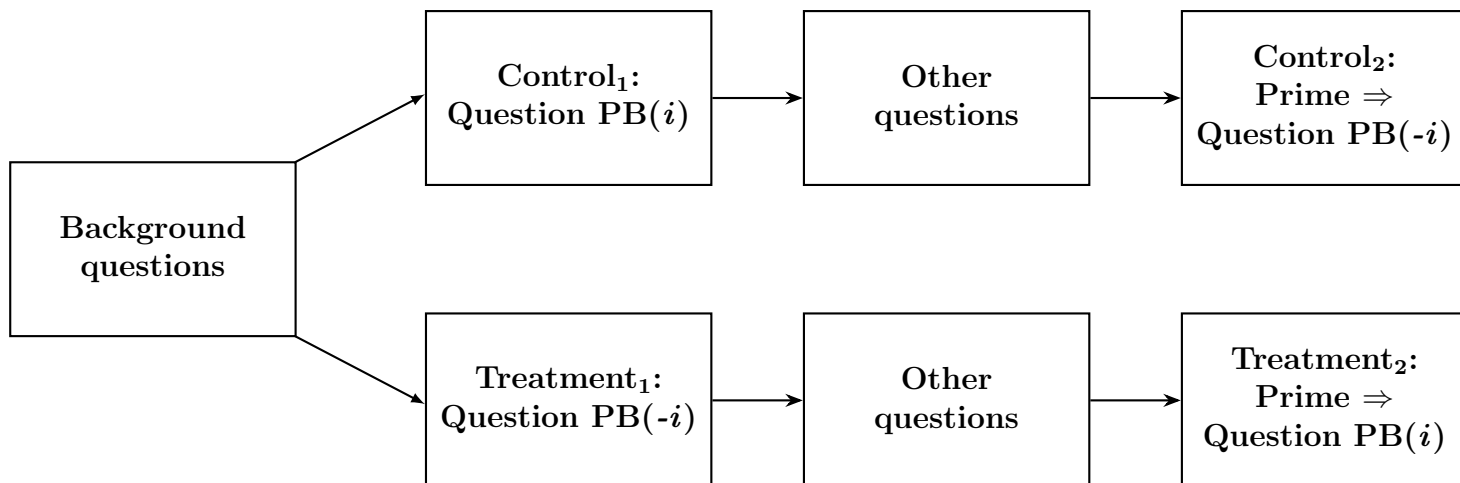 Background
questions
Control₁:
Question PB(i)
Other
questions
Control₂:
Prime ⇒
Question PB(-i)
Treatment₁:
Question PB(-i)
Other
questions
Treatment₂:
Prime ⇒
Question PB(i)